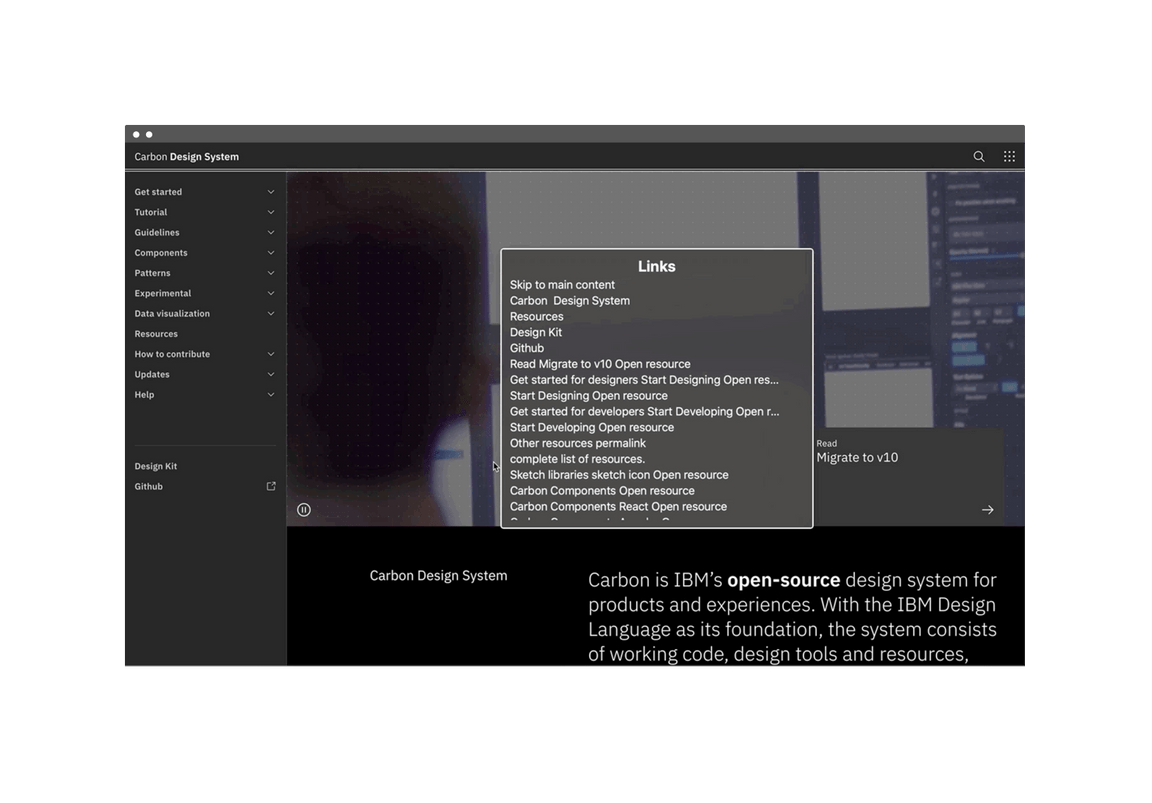 Carbon Design System
Get started
Tutorial
Guidelines
Components
Patterns
Experimental
Data visualization
Resources
How to contribute
Updates
Help
Design Kit
Github
Links
Skip to main content
Carbon  Design System
Resources
Design Kit
Github
Read Migrate to v10 Open resource
Get started for designers Start Designing Open res...
Start Designing Open resource
Get started for developers Start Developing Open r...
Start Developing Open resource
Other resources permalink
complete list of resources.
Sketch libraries sketch icon Open resource
Carbon Components Open resource
Carbon Components React Open resource
Read
Migrate to v10
Carbon Design System
Carbon is IBM’s open-source design system for
products and experiences. With the IBM Design
Language as its foundation, the system consists
of working code, design tools and resources,